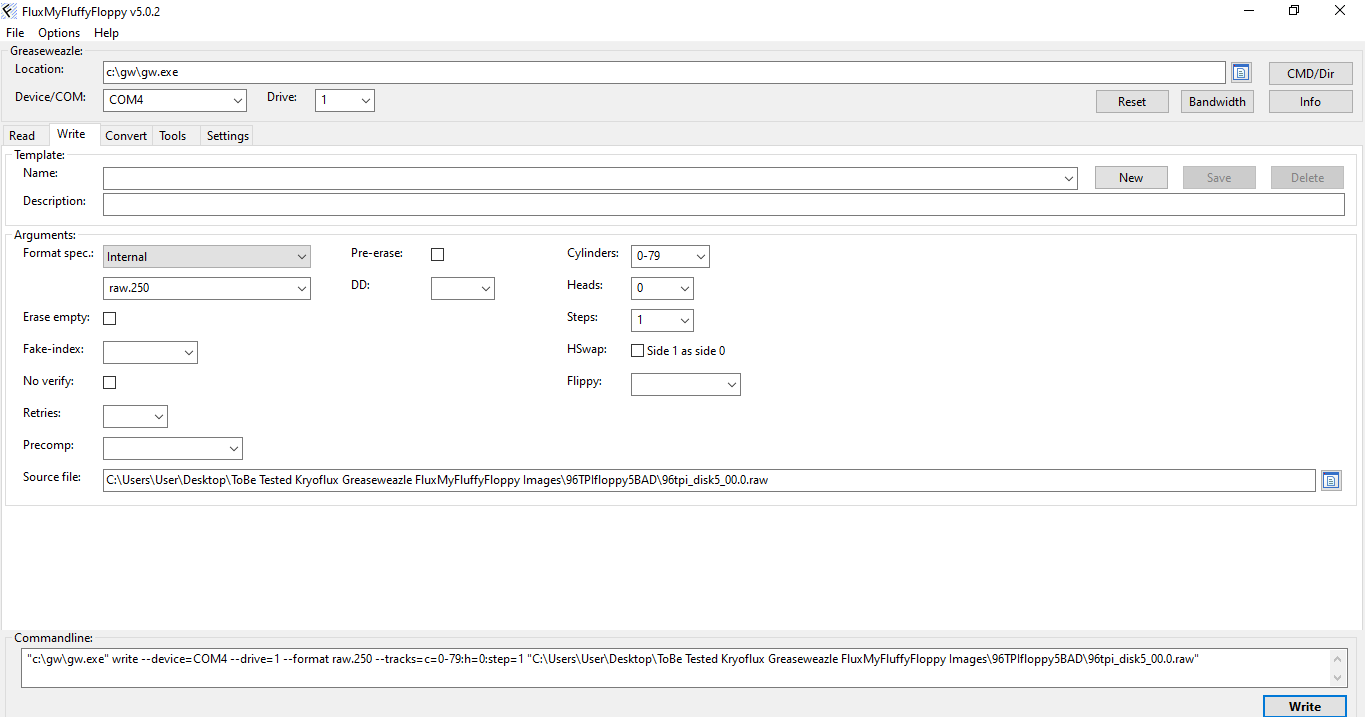 FluxMyFluffyFloppy v5.0.2
File Options Help
Greaseweazle:
Location: c:\gw\gw.exe CMD/Dir
Device/COM: COM4 Drive: 1 Reset Bandwidth Info
Read Write Convert Tools Settings
Template:
Name: New Save Delete
Description:
Arguments:
Format spec.: Internal Pre-erase: Cylinders: 0-79
raw.250 DD: Heads: 0
Erase empty: Steps: 1
Fake-index: HSwap: Side 1 as side 0
No verify: Flippy:
Retries:
Precomp:
Source file: C:\Users\User\Desktop\ToBe Tested Kryoflux Greaseweazle FluxMyFluffyFloppy Images\96TPIfloppy5BAD\96tpi_disk5_00.0.raw
Commandline:
"c:\gw\gw.exe" write --device=COM4 --drive=1 --format raw.250 --tracks=c=0-79:h=0:step=1 "C:\Users\User\Desktop\ToBe Tested Kryoflux Greaseweazle FluxMyFluffyFloppy Images\96TPIfloppy5BAD\96tpi_disk5_00.0.raw"
Write